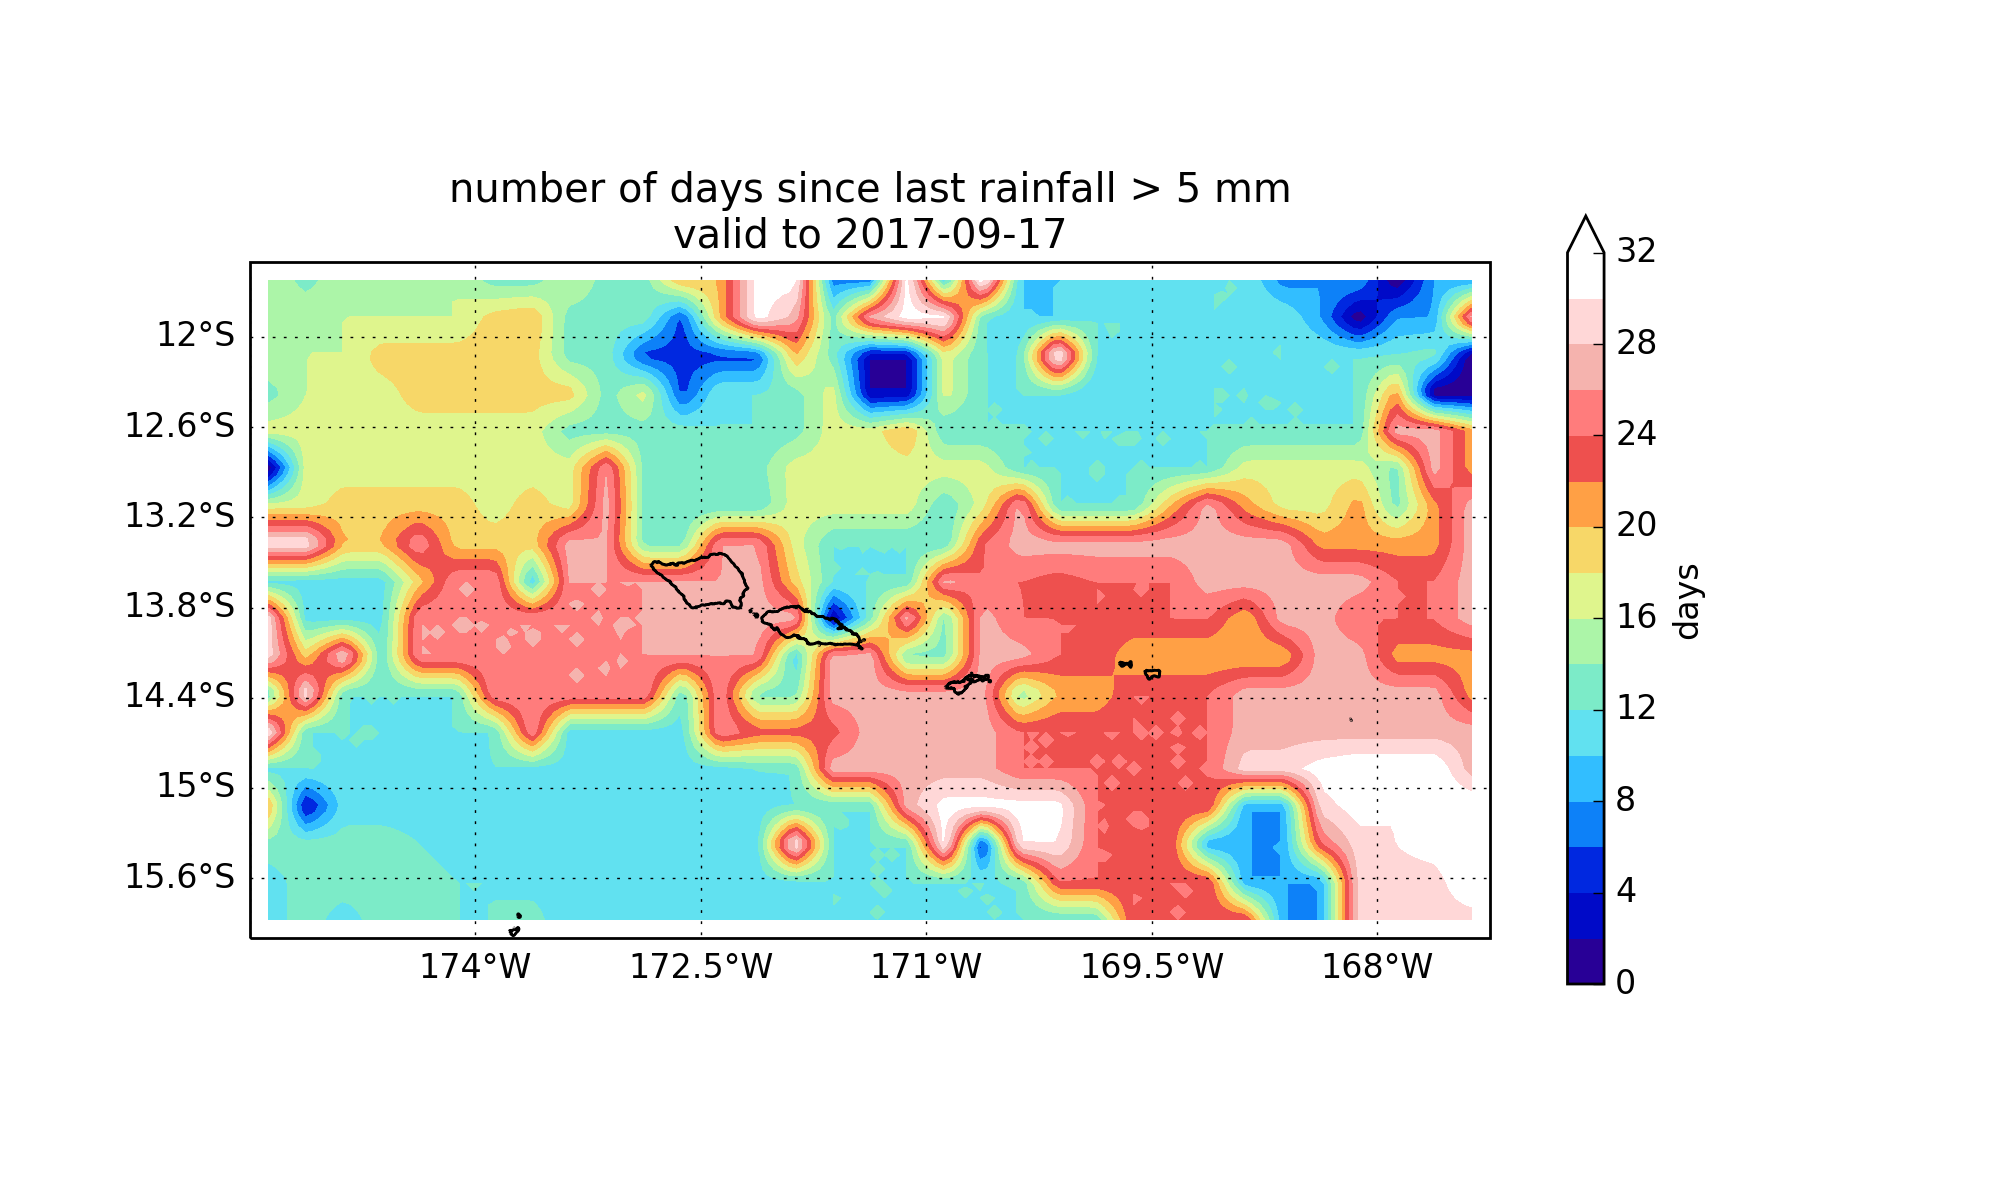 number of days since last rainfall > 5 mm
valid to 2017-09-17
12°S
12.6°S
13.2°S
13.8°S
14.4°S
15°S
15.6°S
174°W
172.5°W
171°W
169.5°W
168°W
32
28
24
20
16
12
8
4
0
days